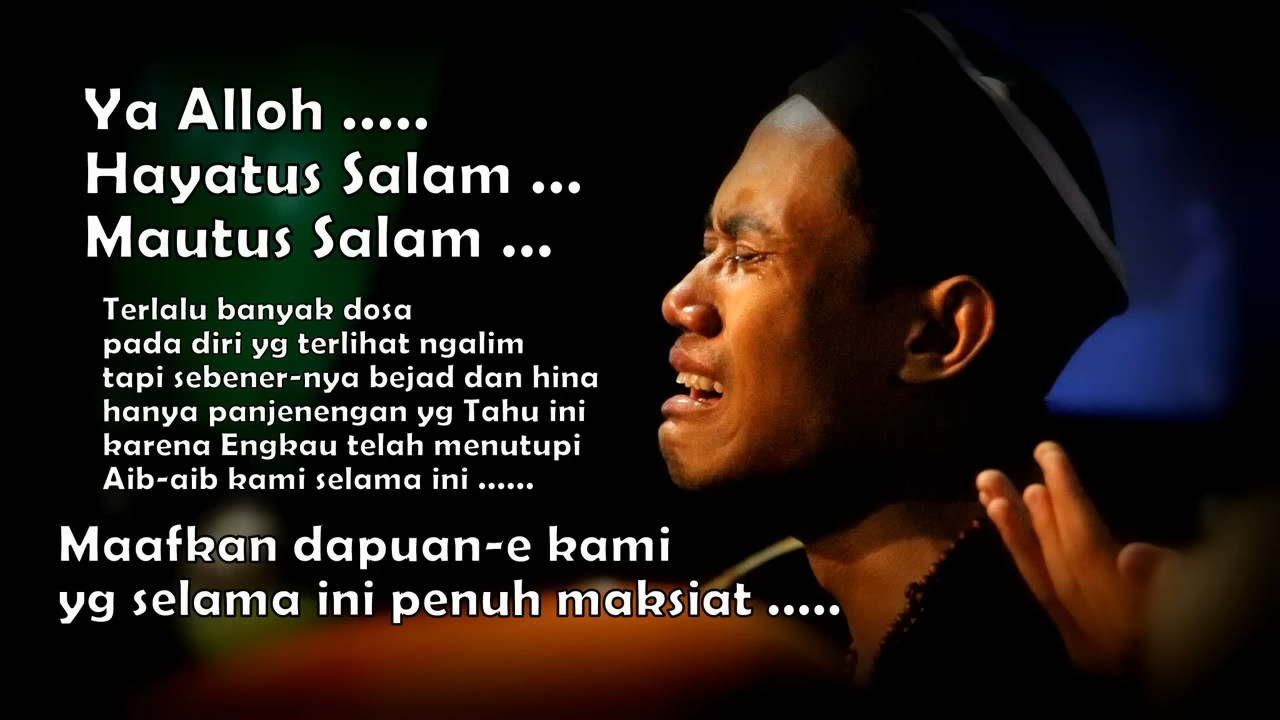 Ya Alloh .....
Hayatus Salam ...
Mautus Salam ...
Terlalu banyak dosa
pada diri yg terlihat ngalim
tapi sebener-nya bejad dan hina
hanya panjenengan yg Tahu ini
karena Engkau telah menutupi
Aib-aib kami selama ini ......
Maafkan dapuan-e kami
yg selama ini penuh maksiat .....